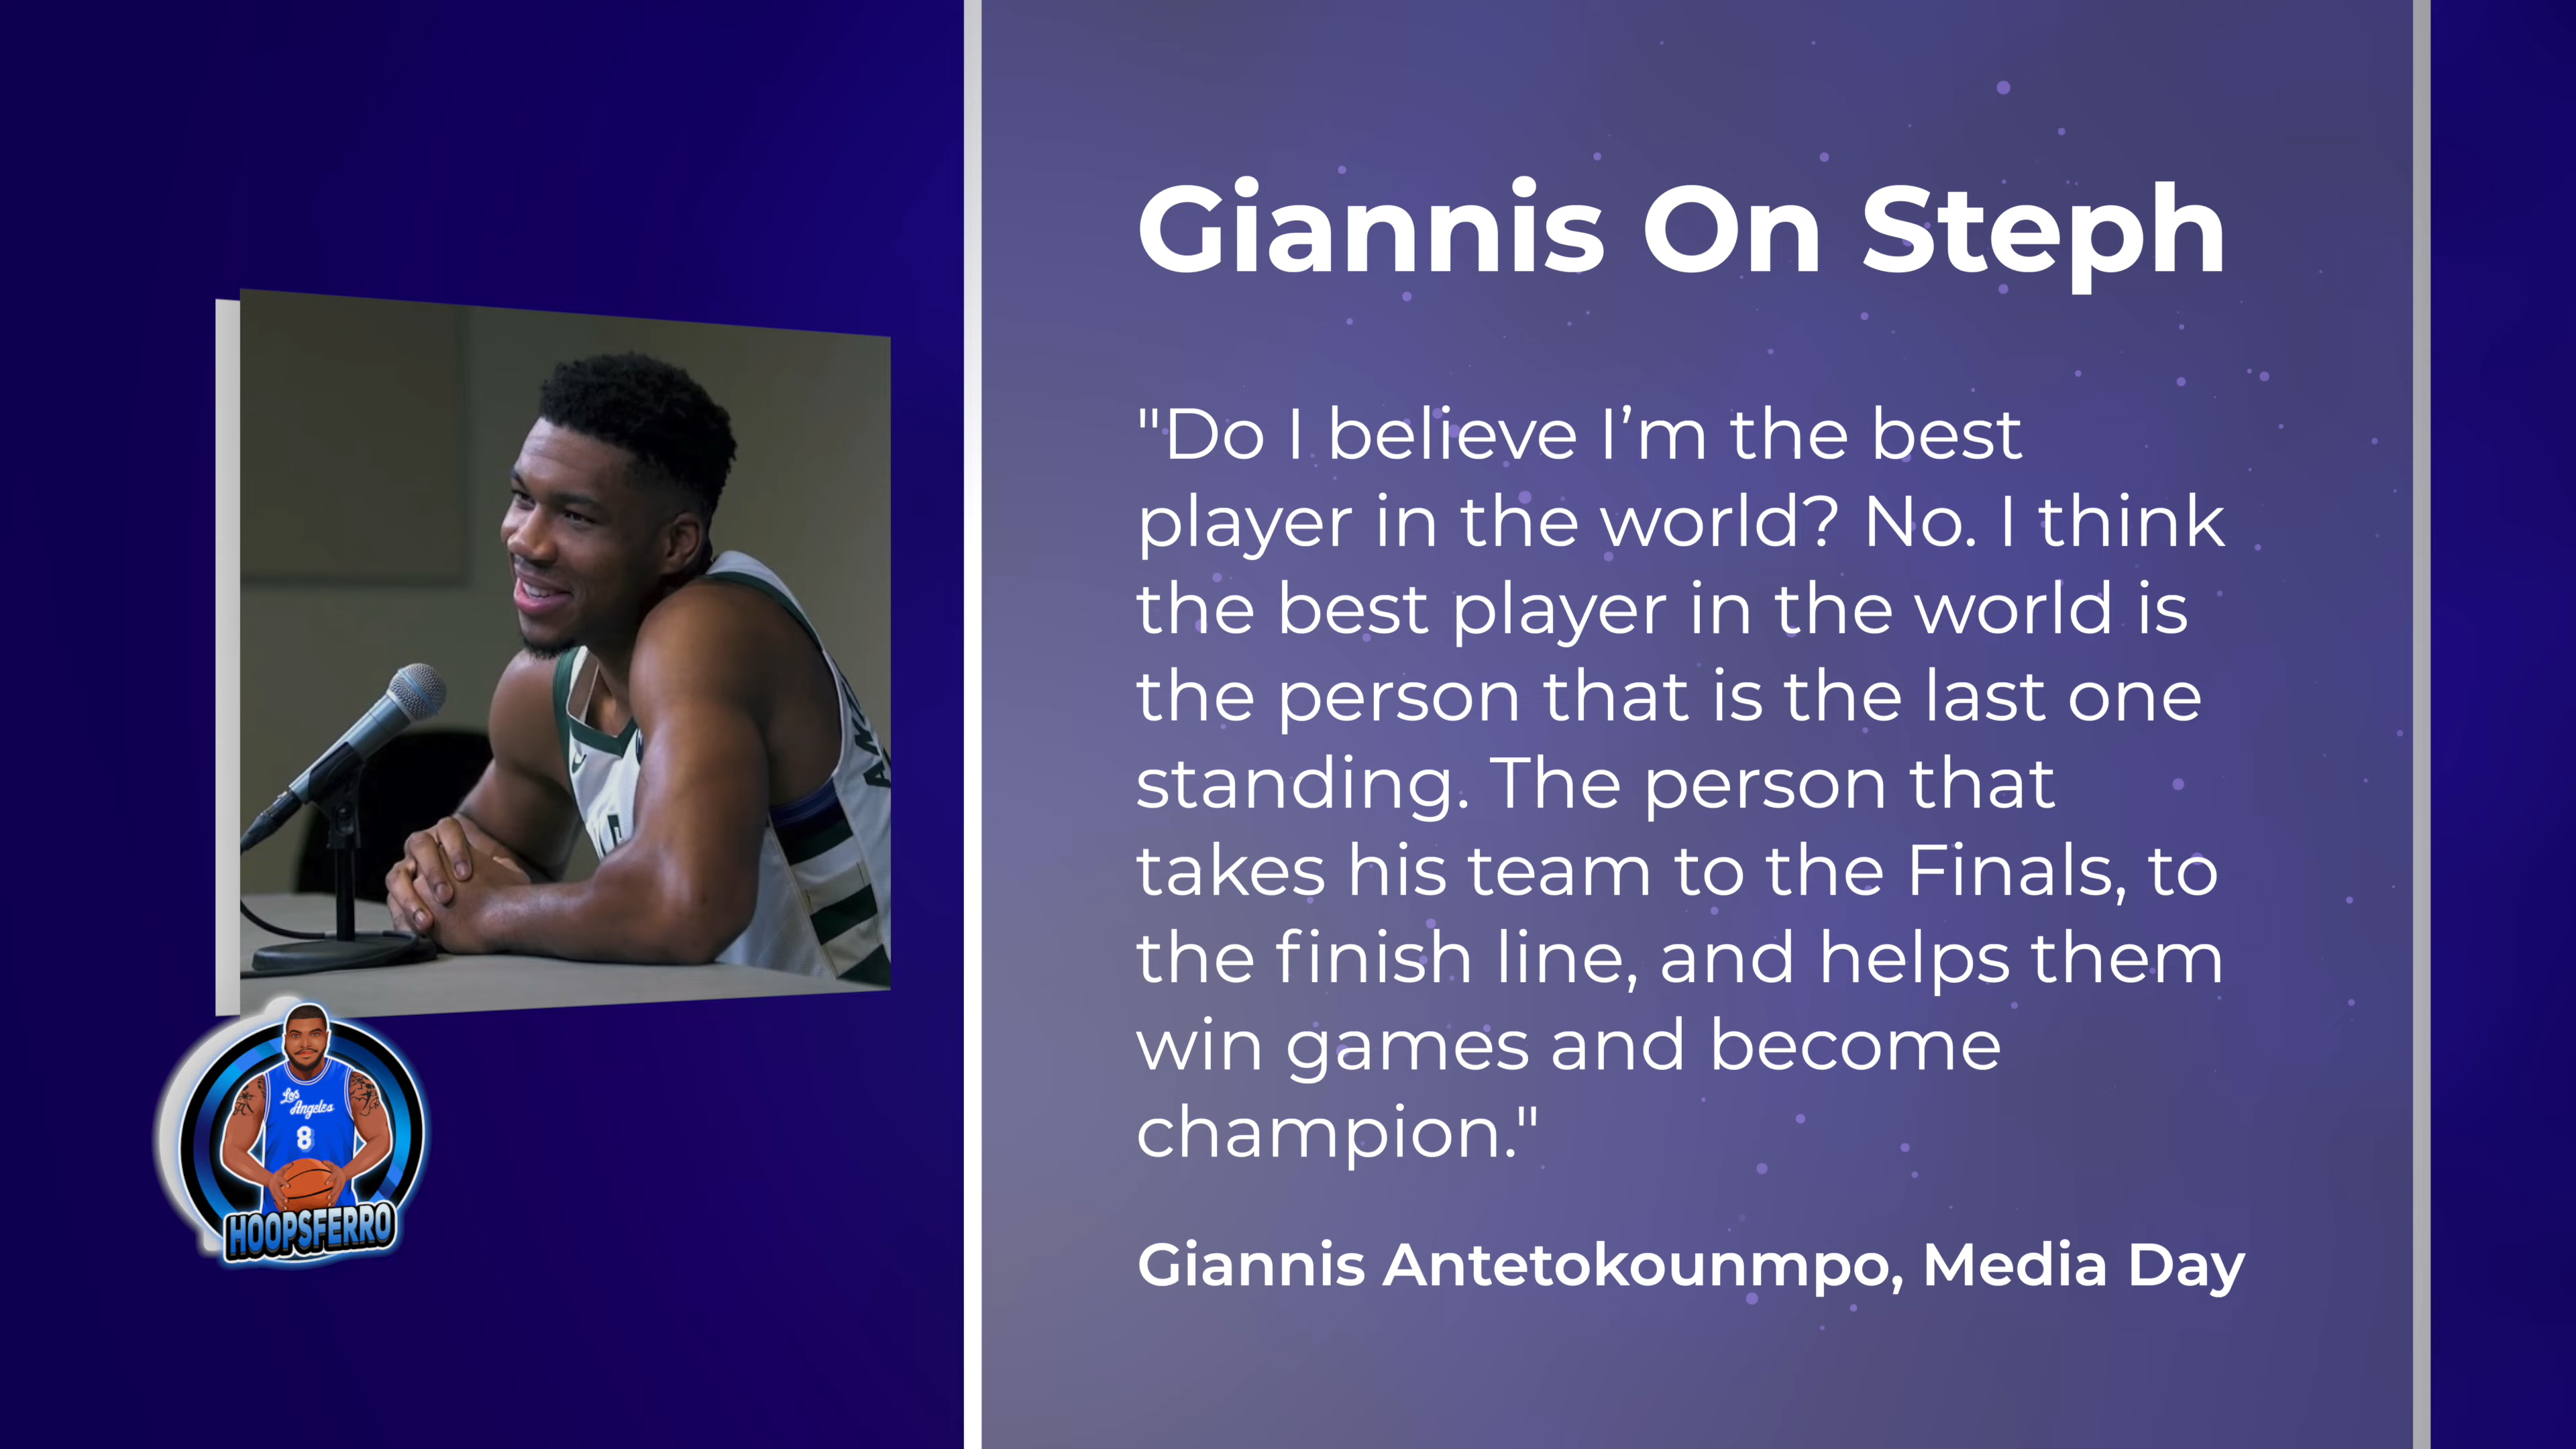 Giannis On Steph
"Do I believe I’m the best
player in the world? No. I think
the best player in the world is
the person that is the last one
standing. The person that
takes his team to the Finals, to
the finish line, and helps them
win games and become
champion."
Giannis Antetokounmpo, Media Day
Los
Angeles
8
HOOPSFERRO